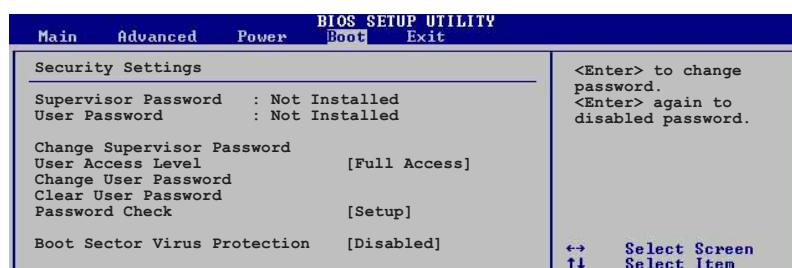 BIOS SETUP UTILITY
Main Advanced Power Boot Exit
Security Settings
Supervisor Password : Not Installed
User Password : Not Installed
Change Supervisor Password
User Access Level [Full Access]
Change User Password
Clear User Password
Password Check [Setup]
Boot Sector Virus Protection [Disabled]
<Enter> to change
password.
<Enter> again to
disabled password.
↔ Select Screen
↑↓ Select Item